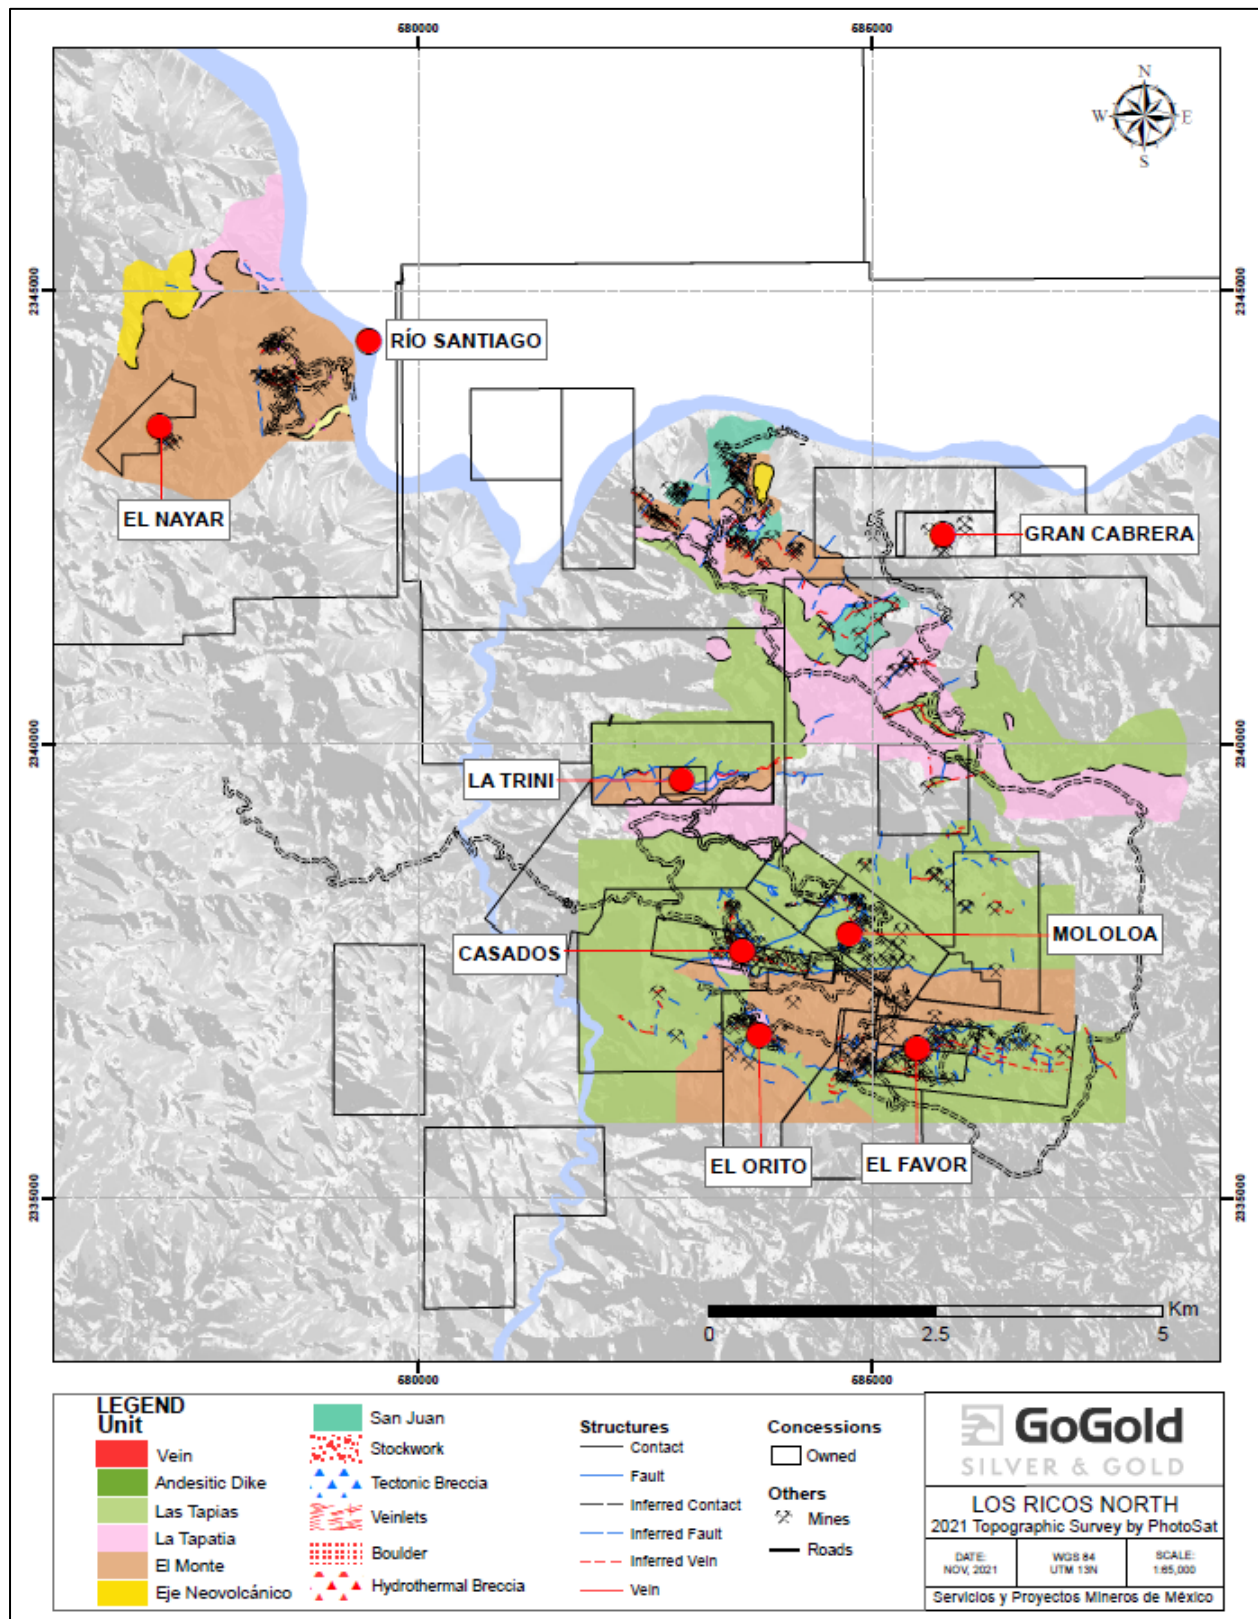 680000
685000
N
W
E
S
2345000
2345000
RÍO SANTIAGO
EL NAYAR
GRAN CABRERA
2340000
2340000
LA TRINI
CASADOS
MOLOLOA
EL ORITO
EL FAVOR
2335000
2335000
Km
0
2.5
5
680000
685000
LEGEND
Unit
Vein
Andesitic Dike
Las Tapias
La Tapatia
El Monte
Eje Neovolcánico
San Juan
Stockwork
Tectonic Breccia
Veinlets
Boulder
Hydrothermal Breccia
Structures
Contact
Fault
Inferred Contact
Inferred Fault
Inferred Vein
Vein
Concessions
Owned
Others
Mines
Roads
GoGold
SILVER & GOLD
LOS RICOS NORTH
2021 Topographic Survey by PhotoSat
DATE:
NOV, 2021
WGS 84
UTM 13N
SCALE:
1:65,000
Servicios y Proyectos Mineros de México